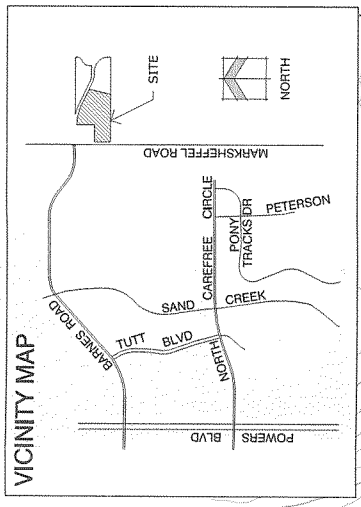 VICINITY MAP
SITE
NORTH
MARKSHEFFEL ROAD
BARNES ROAD
SAND CREEK
TUTT BLVD
NORTH CAREFREE CIRCLE
PONY TRACKS DR
PETERSON
POWERS BLVD